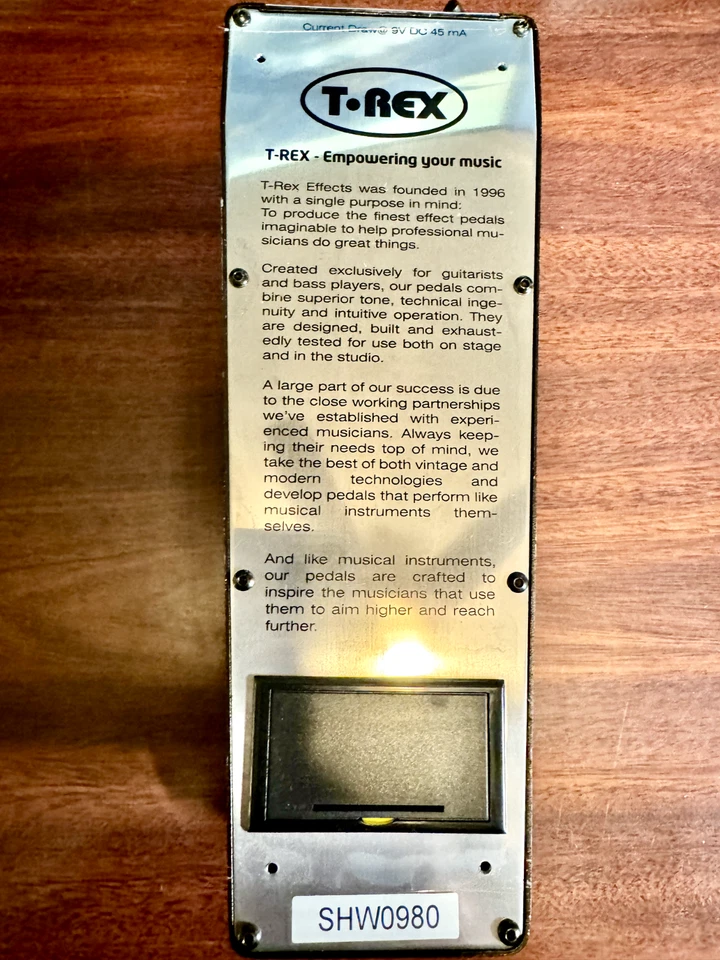 Current Draw@ 9V DC 45 mA
T•REX
T-REX - Empowering your music
T-Rex Effects was founded in 1996
with a single purpose in mind:
To produce the finest effect pedals
imaginable to help professional mu-
sicians do great things.
Created exclusively for guitarists
and bass players, our pedals com-
bine superior tone, technical inge-
nuity and intuitive operation. They
are designed, built and exhaust-
edly tested for use both on stage
and in the studio.
A large part of our success is due
to the close working partnerships
we've established with experi-
enced musicians. Always keep-
ing their needs top of mind, we
take the best of both vintage and
modern technologies and
develop pedals that perform like
musical instruments them-
selves.
And like musical instruments,
our pedals are crafted to
inspire the musicians that use
them to aim higher and reach
further.
SHW0980